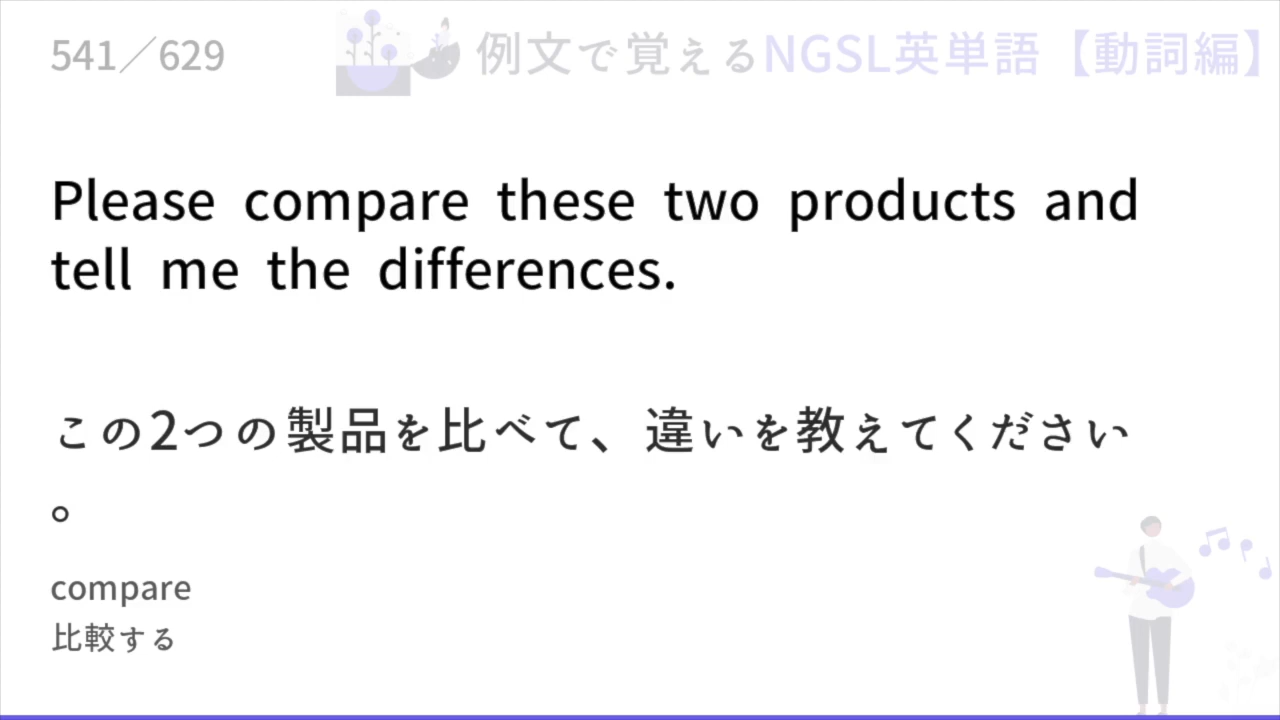 541／629
例文で覚えるNGSL英単語【動詞編】
Please compare these two products and
tell me the differences.
この2つの製品を比べて、違いを教えてください
。
compare
比較する